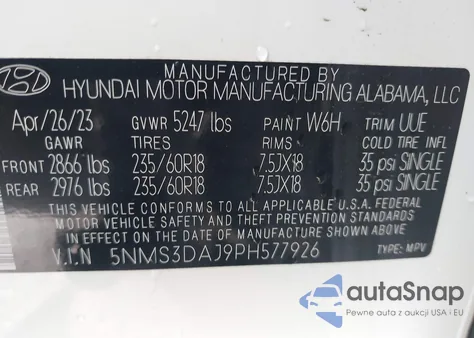 MANUFACTURED BY
HYUNDAI MOTOR MANUFACTURING ALABAMA, LLC
Apr/26/23 GVWR 5247 lbs PAINT W6H TRIM UUE
GAWR TIRES RIMS COLD TIRE INFL
FRONT 2866 lbs 235/60R18 7.5JX18 35 psi SINGLE
REAR 2976 lbs 235/60R18 7.5JX18 35 psi SINGLE
THIS VEHICLE CONFORMS TO ALL APPLICABLE U.S.A. FEDERAL
MOTOR VEHICLE SAFETY AND THEFT PREVENTION STANDARDS
IN EFFECT ON THE DATE OF MANUFACTURE SHOWN ABOVE.
V.I.N 5NMS3DAJ9PH577926 TYPE: MPV
autoSnap
Pewne auta z aukcji USA i EU